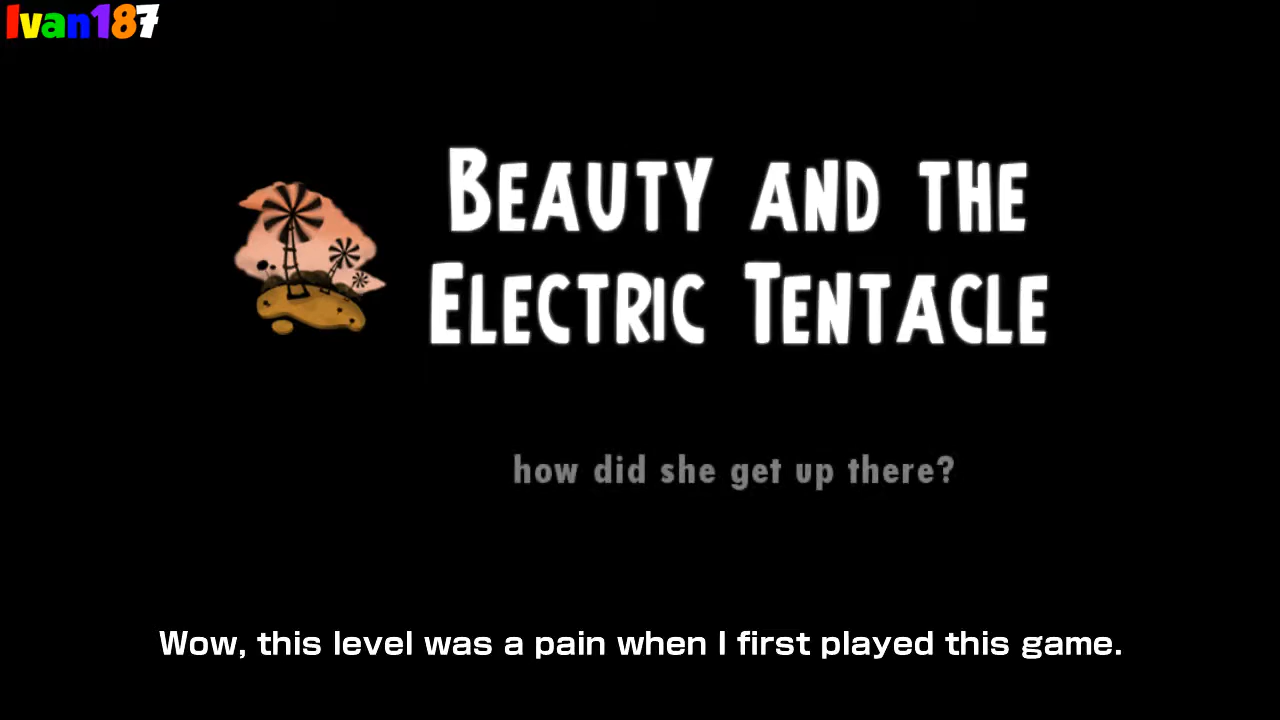 Ivan187
Beauty and the
Electric Tentacle
how did she get up there?
Wow, this level was a pain when I first played this game.